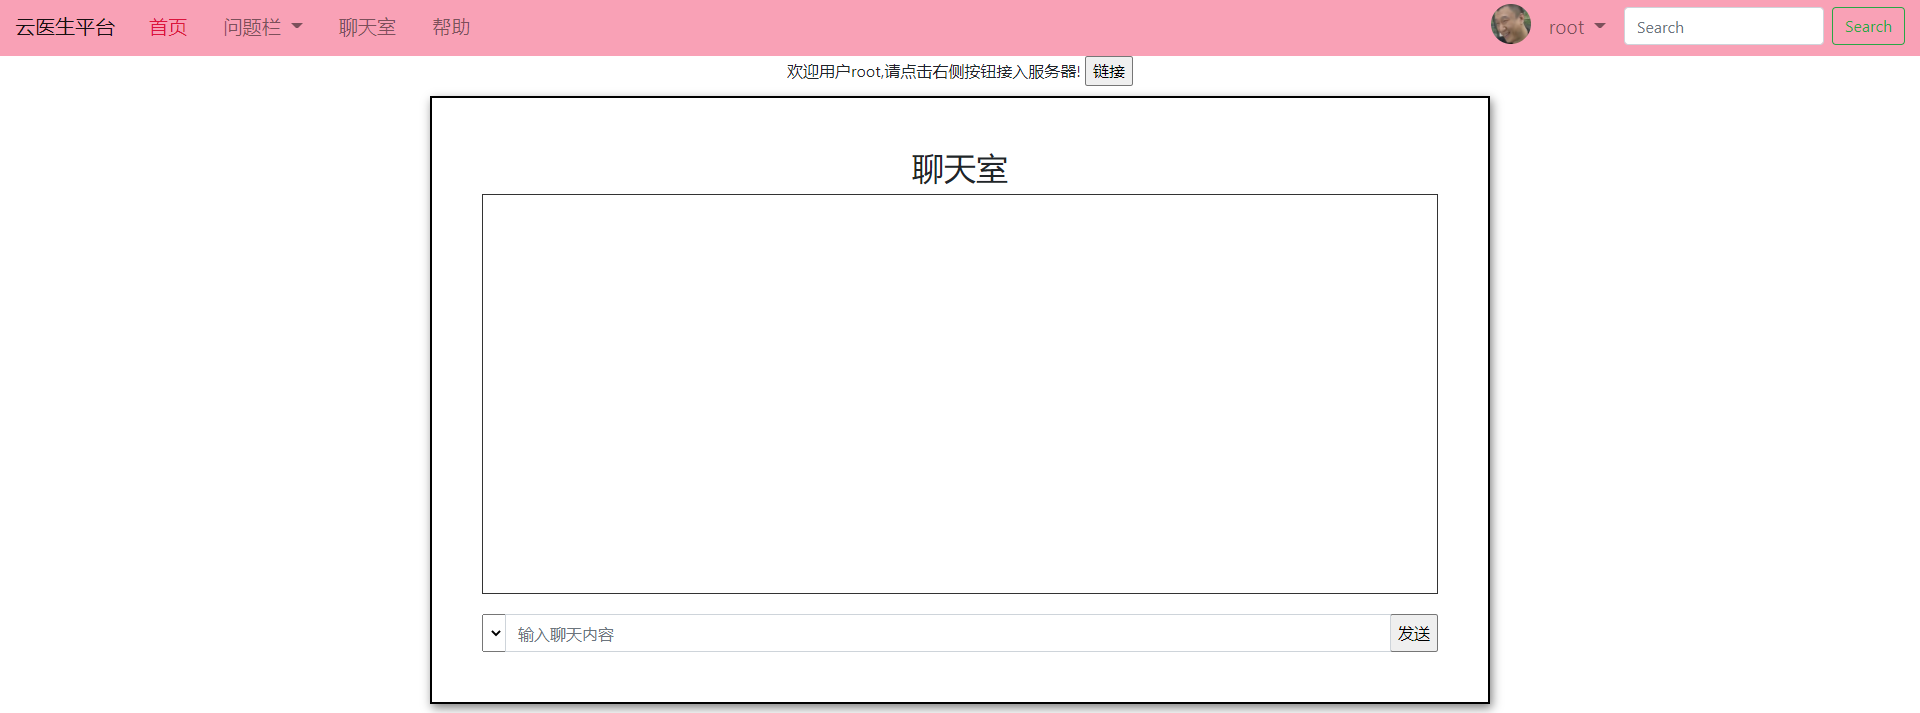 云医生平台 首页 问题栏 聊天室 帮助 root Search Search
欢迎用户root,请点击右侧按钮接入服务器! 链接
聊天室
输入聊天内容 发送